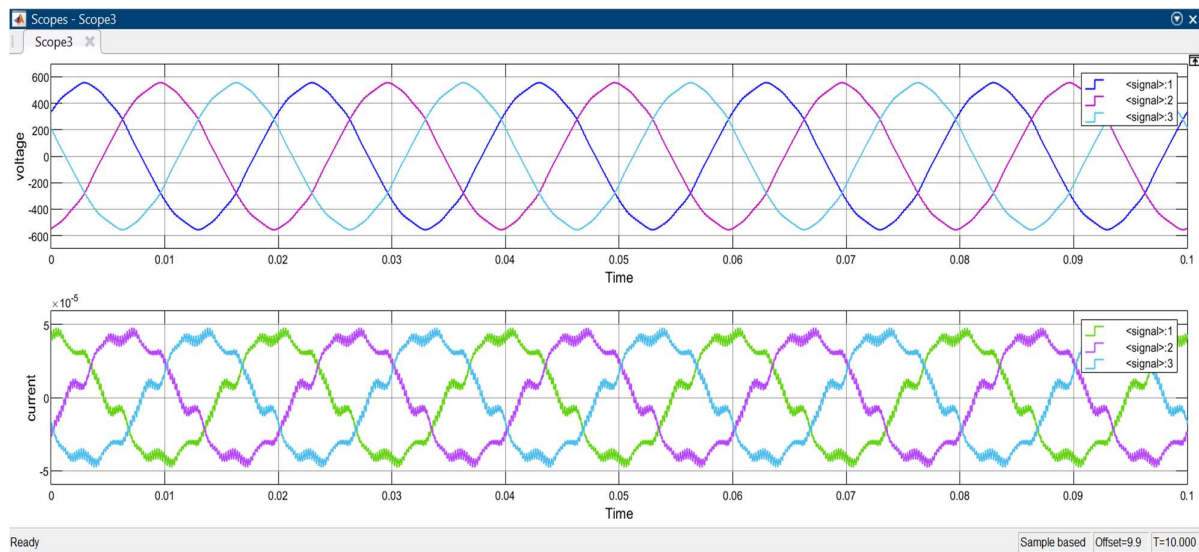 Scopes - Scope3
Scope3
600
400
200
0
-200
-400
-600
voltage
<signal>:1
<signal>:2
<signal>:3
0 0.01 0.02 0.03 0.04 0.05 0.06 0.07 0.08 0.09 0.1
Time
×10⁻⁵
5
0
-5
current
<signal>:1
<signal>:2
<signal>:3
0 0.01 0.02 0.03 0.04 0.05 0.06 0.07 0.08 0.09 0.1
Time
Ready Sample based Offset=9.9 T=10.000